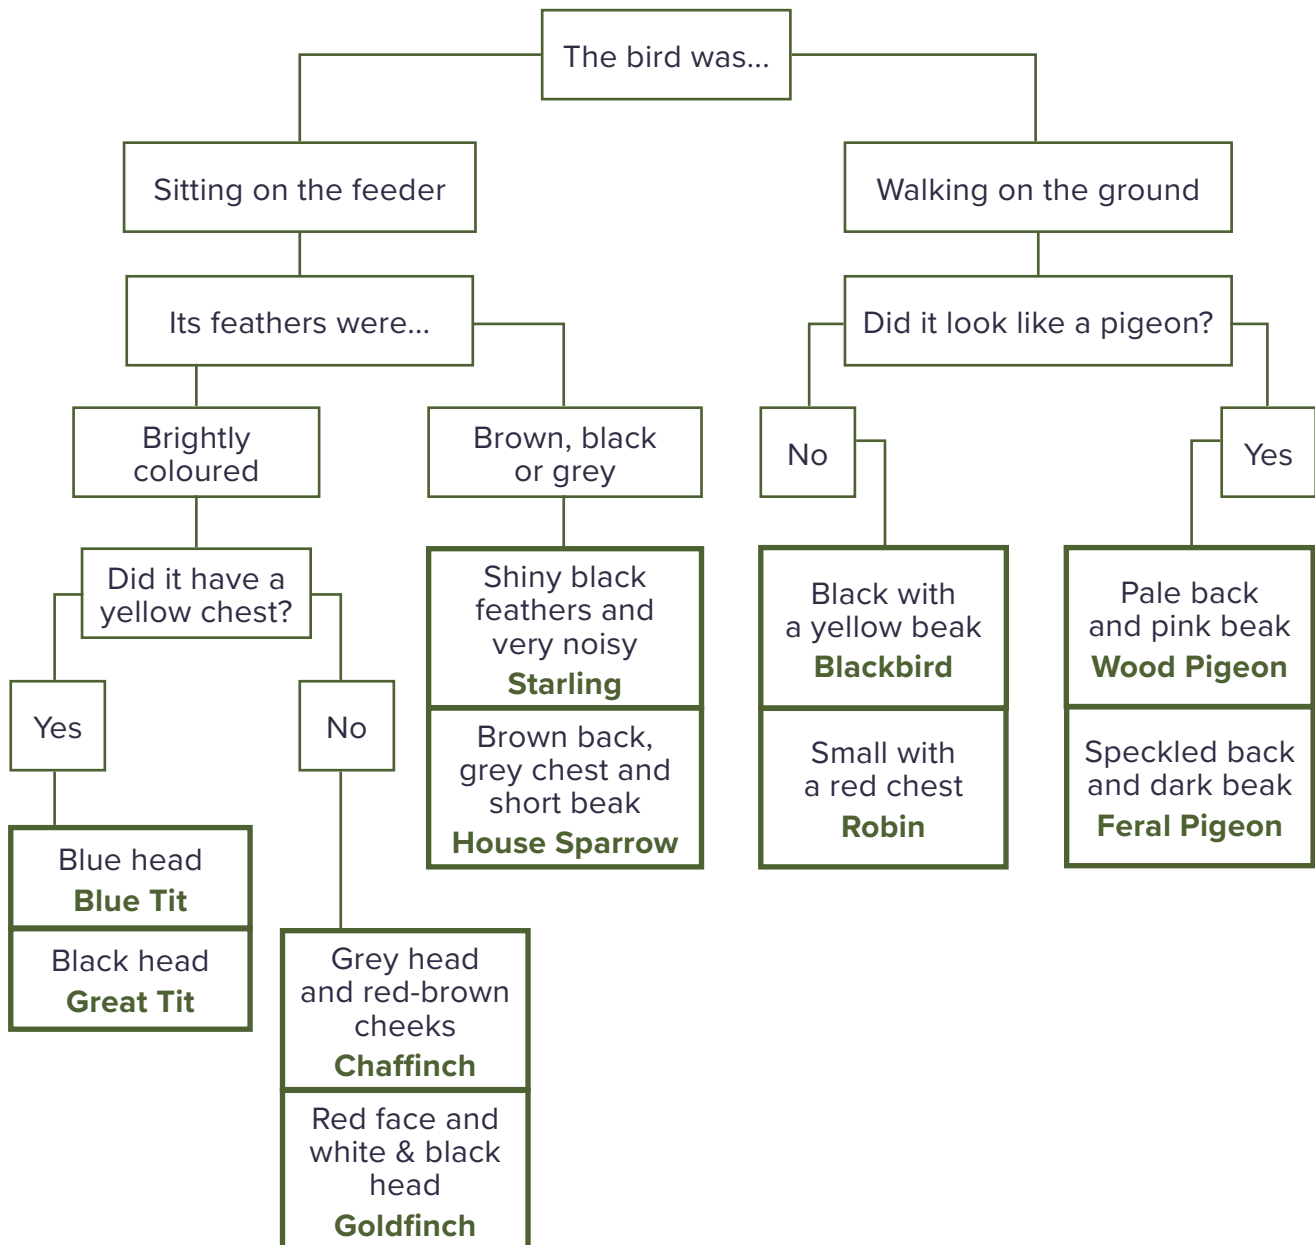 The bird was...
Sitting on the feeder
Walking on the ground
Its feathers were...
Did it look like a pigeon?
Brightly
coloured
Brown, black
or grey
No
Yes
Did it have a
yellow chest?
Shiny black
feathers and
very noisy
Starling
Brown back,
grey chest and
short beak
House Sparrow
Black with
a yellow beak
Blackbird
Small with
a red chest
Robin
Pale back
and pink beak
Wood Pigeon
Speckled back
and dark beak
Feral Pigeon
Yes
No
Blue head
Blue Tit
Black head
Great Tit
Grey head
and red-brown
cheeks
Chaffinch
Red face and
white & black
head
Goldfinch